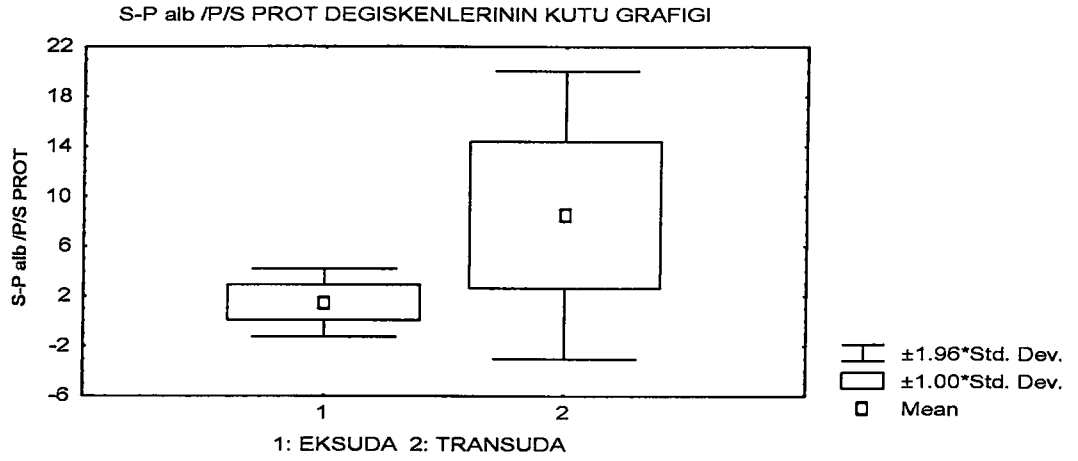 S-P alb /P/S PROT DEGISKENLERININ KUTU GRAFIGI
22
18
14
10
6
2
-2
-6
S-P alb /P/S PROT
1 2
1: EKSUDA 2: TRANSUDA
±1.96*Std. Dev.
±1.00*Std. Dev.
Mean